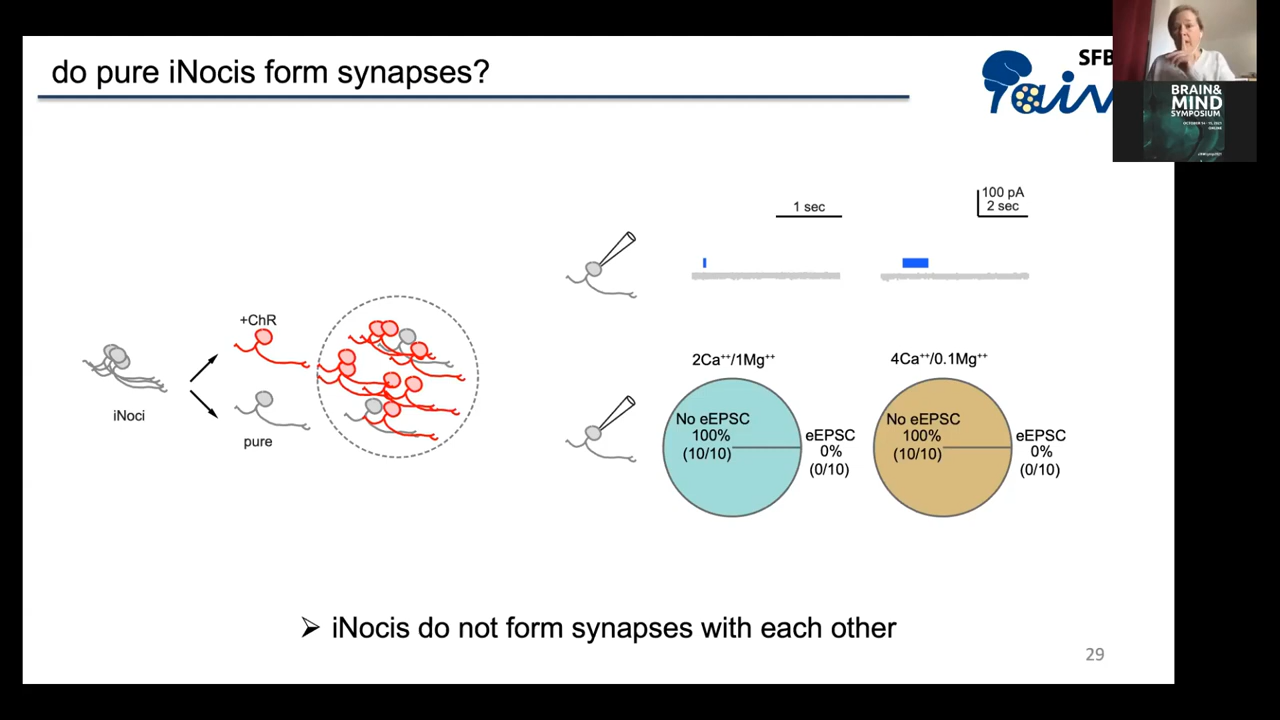 do pure iNocis form synapses?
SFB
BRAIN&
MIND
SYMPOSIUM
1 sec
100 pA
2 sec
+ChR
iNoci
pure
2Ca⁺⁺/1Mg⁺⁺
4Ca⁺⁺/0.1Mg⁺⁺
No eEPSC
100%
(10/10)
eEPSC
0%
(0/10)
No eEPSC
100%
(10/10)
eEPSC
0%
(0/10)
➢ iNocis do not form synapses with each other
29